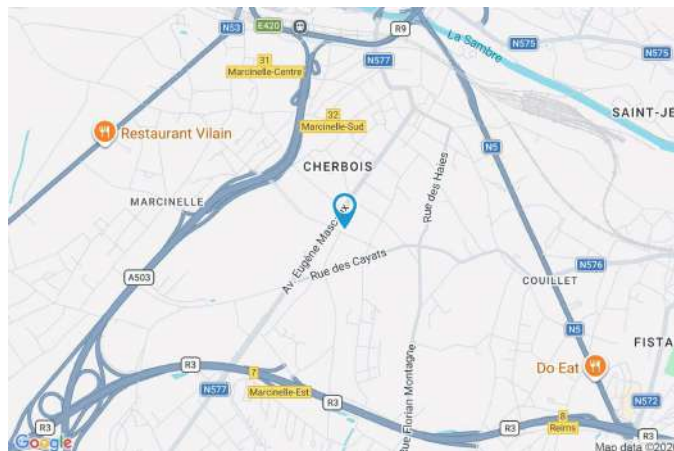 N53
E420
R9
La Sambre
N575
N575
N577
31
Marcinelle-Centre
32
Marcinelle-Sud
SAINT-JE
Restaurant Vilain
N5
CHERBOIS
Rue des Haies
MARCINELLE
Av. Eugène Mascaux
Rue des Cayats
A503
N576
COUILLET
N5
FISTA
R3
7
Marcinelle-Est
N577
Do Eat
Rue Florian Montagne
N572
R3
8
Reims
R3
R3
R3
Google
Map data ©202